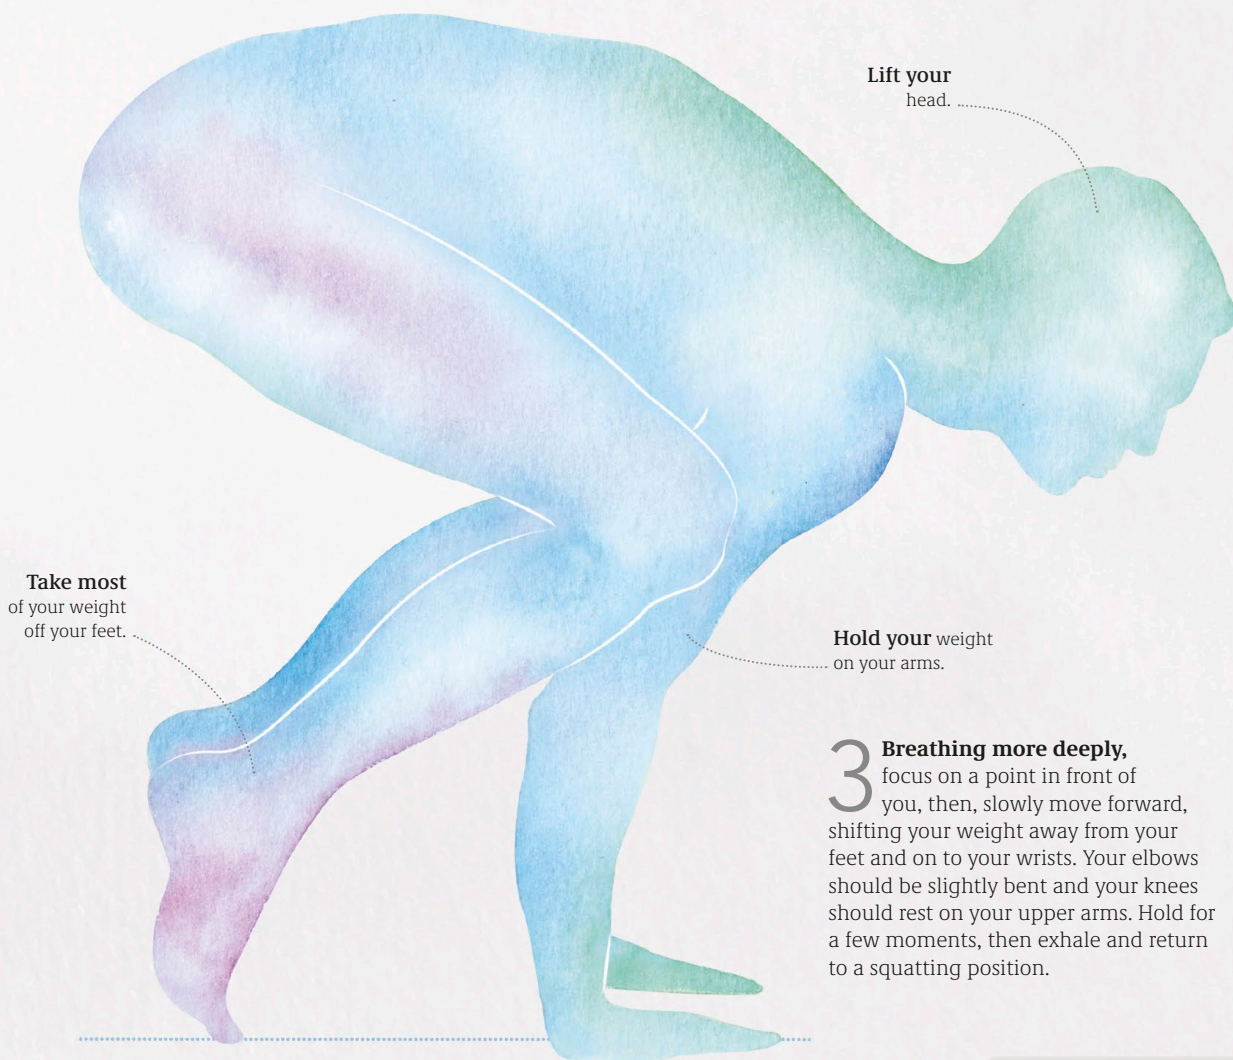 Lift your
head.
Take most
of your weight
off your feet.
Hold your weight
on your arms.
3 Breathing more deeply,
focus on a point in front of
you, then, slowly move forward,
shifting your weight away from your
feet and on to your wrists. Your elbows
should be slightly bent and your knees
should rest on your upper arms. Hold for
a few moments, then exhale and return
to a squatting position.